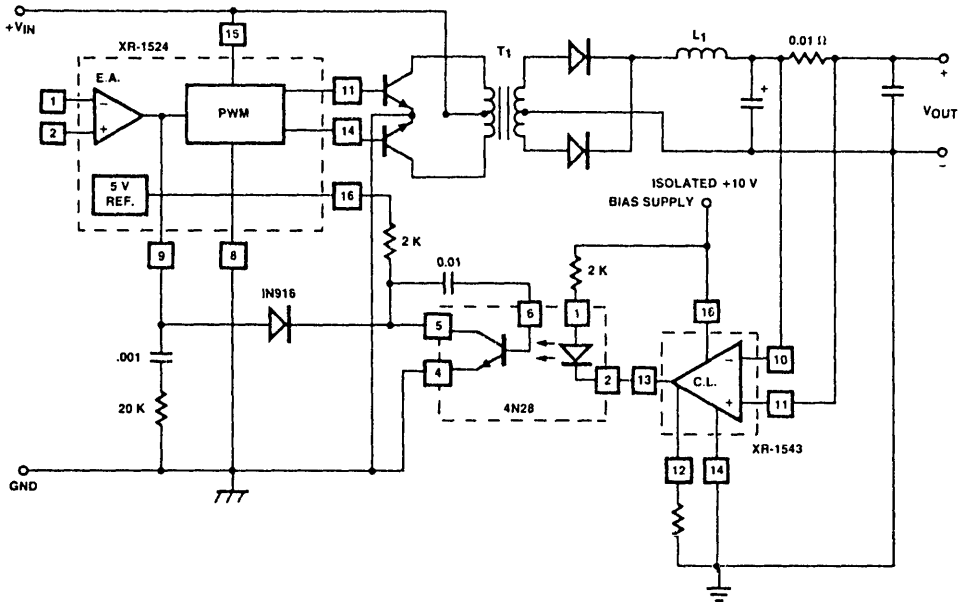 +VIN
XR-1524
15
E.A.
1
2
−
+
PWM
11
14
5 V
REF.
16
9
8
T1
L1
0.01 Ω
+
+
VOUT
−
ISOLATED +10 V
BIAS SUPPLY
2 K
0.01
2 K
IN916
6
1
5
4
2
13
4N28
16
−
C.L.
+
10
11
XR-1543
12
14
.001
20 K
GND